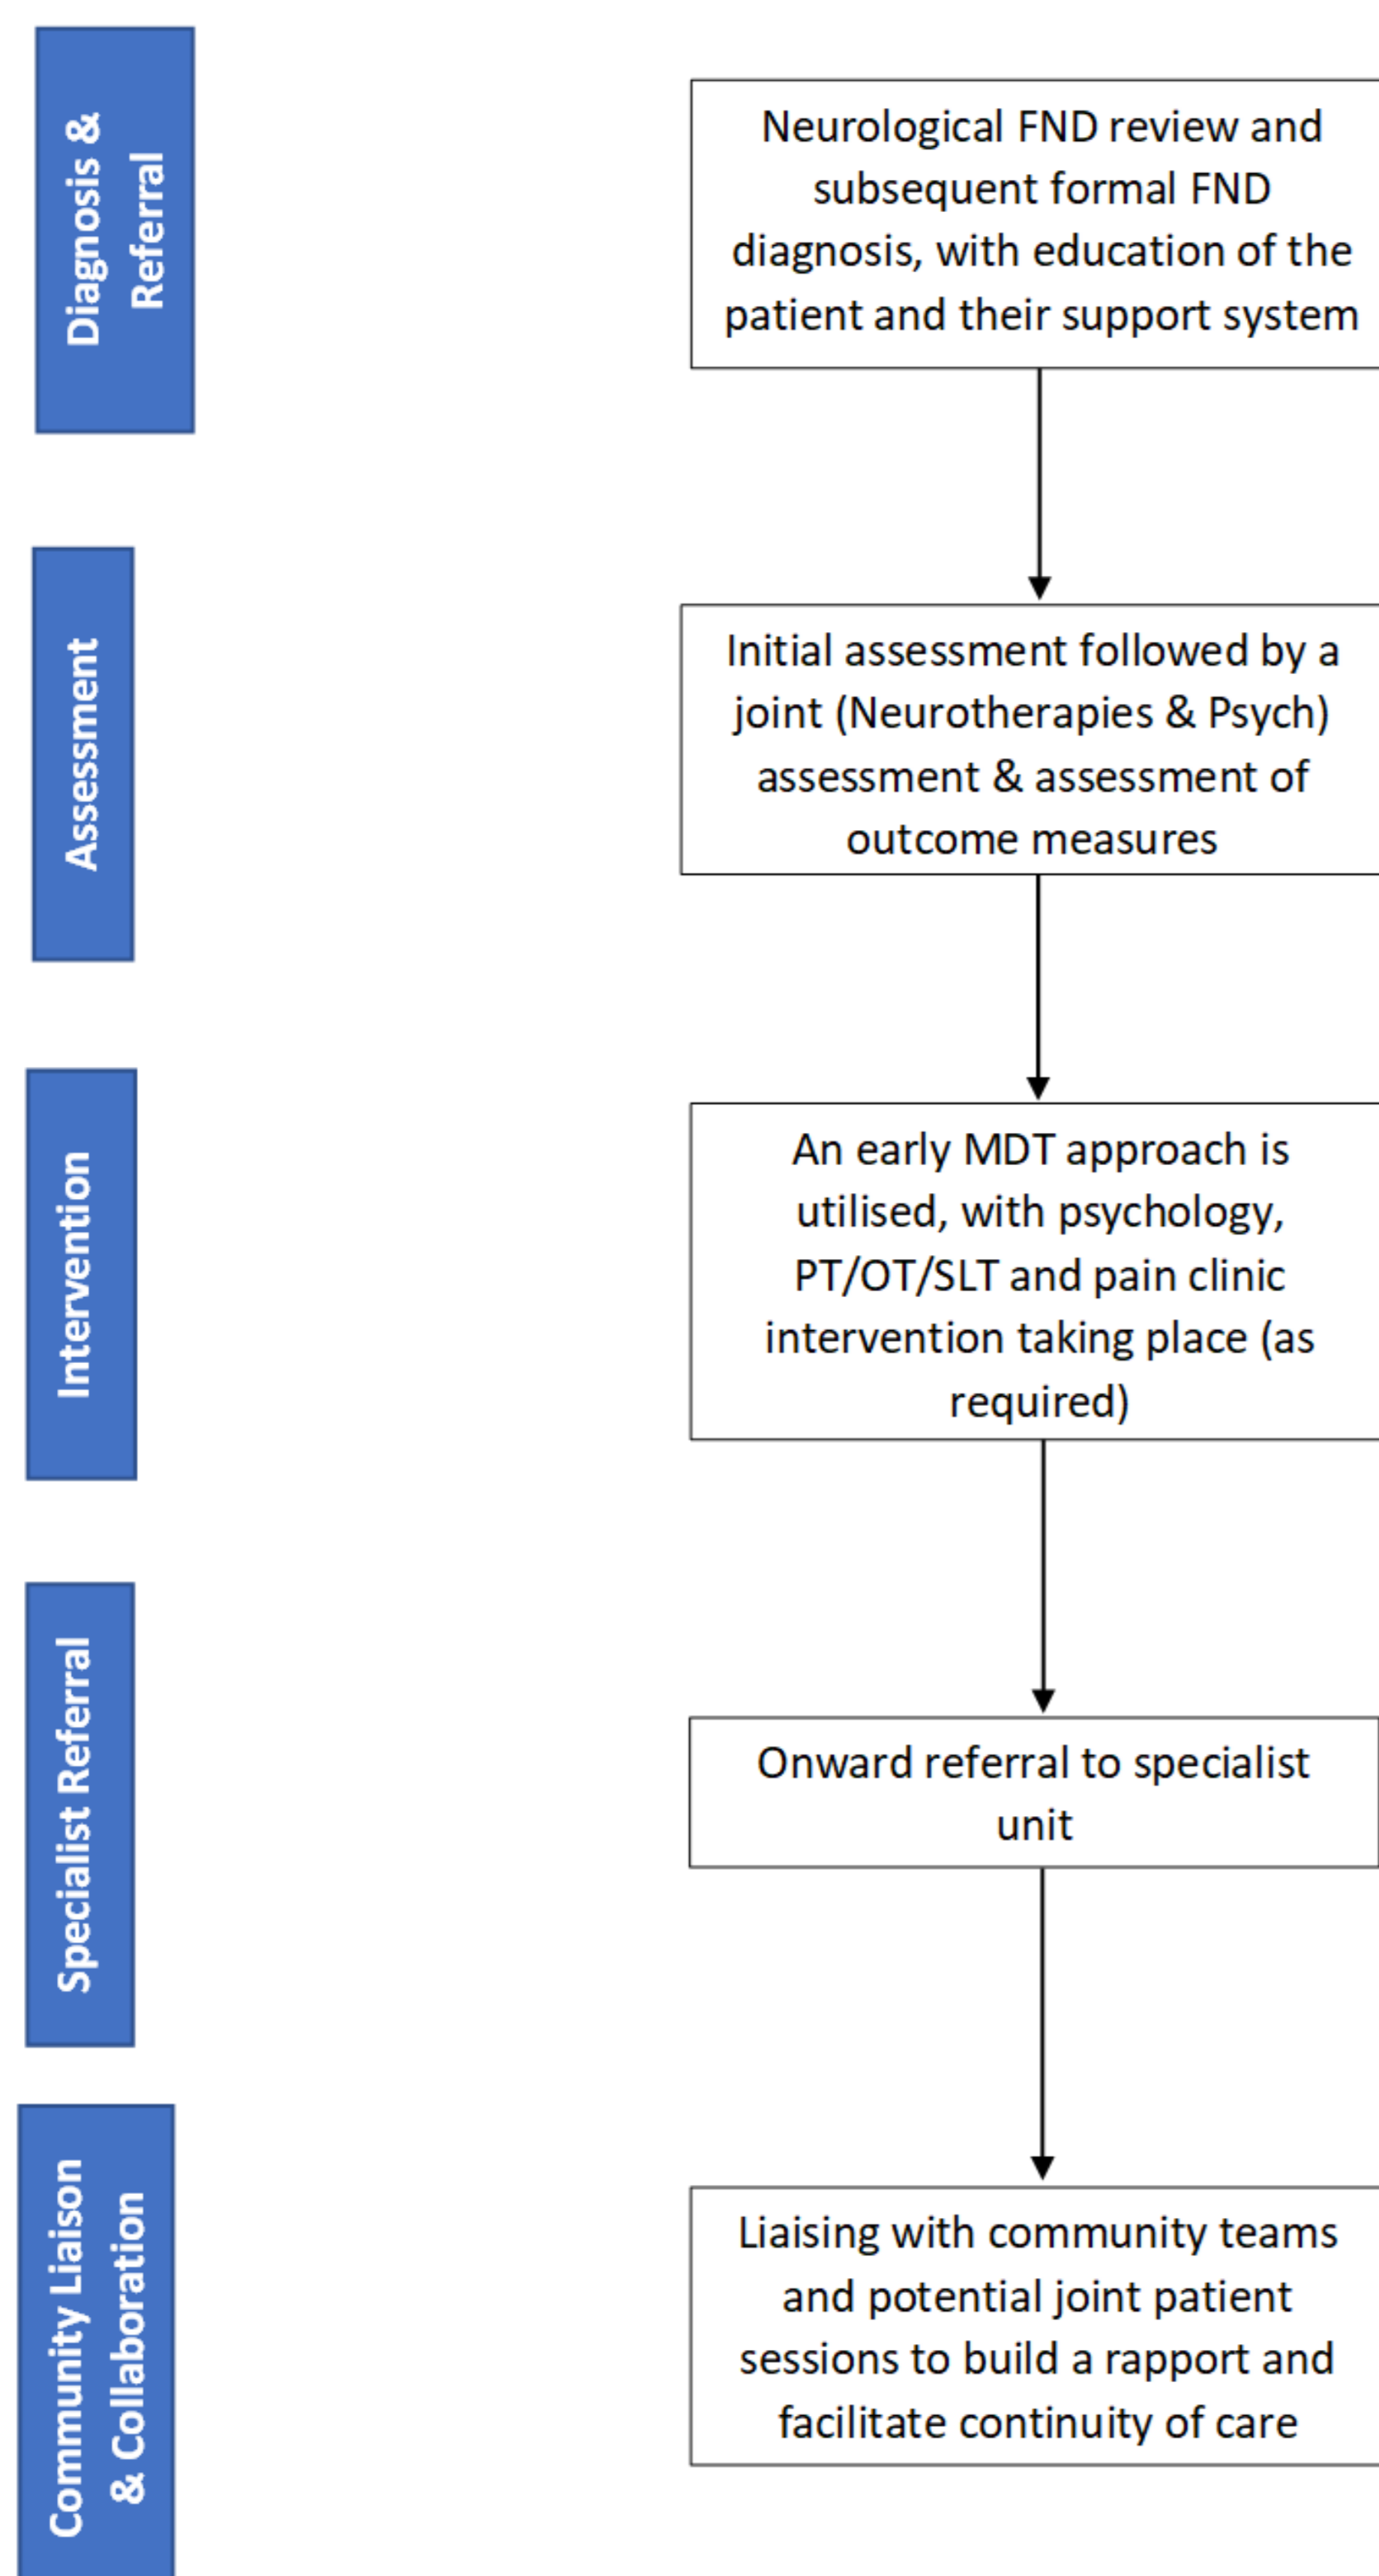 Diagnosis &
Referral
Neurological FND review and
subsequent formal FND
diagnosis, with education of the
patient and their support system
Assessment
Initial assessment followed by a
joint (Neurotherapies & Psych)
assessment & assessment of
outcome measures
Intervention
An early MDT approach is
utilised, with psychology,
PT/OT/SLT and pain clinic
intervention taking place (as
required)
Specialist Referral
Onward referral to specialist
unit
Community Liaison
& Collaboration
Liaising with community teams
and potential joint patient
sessions to build a rapport and
facilitate continuity of care